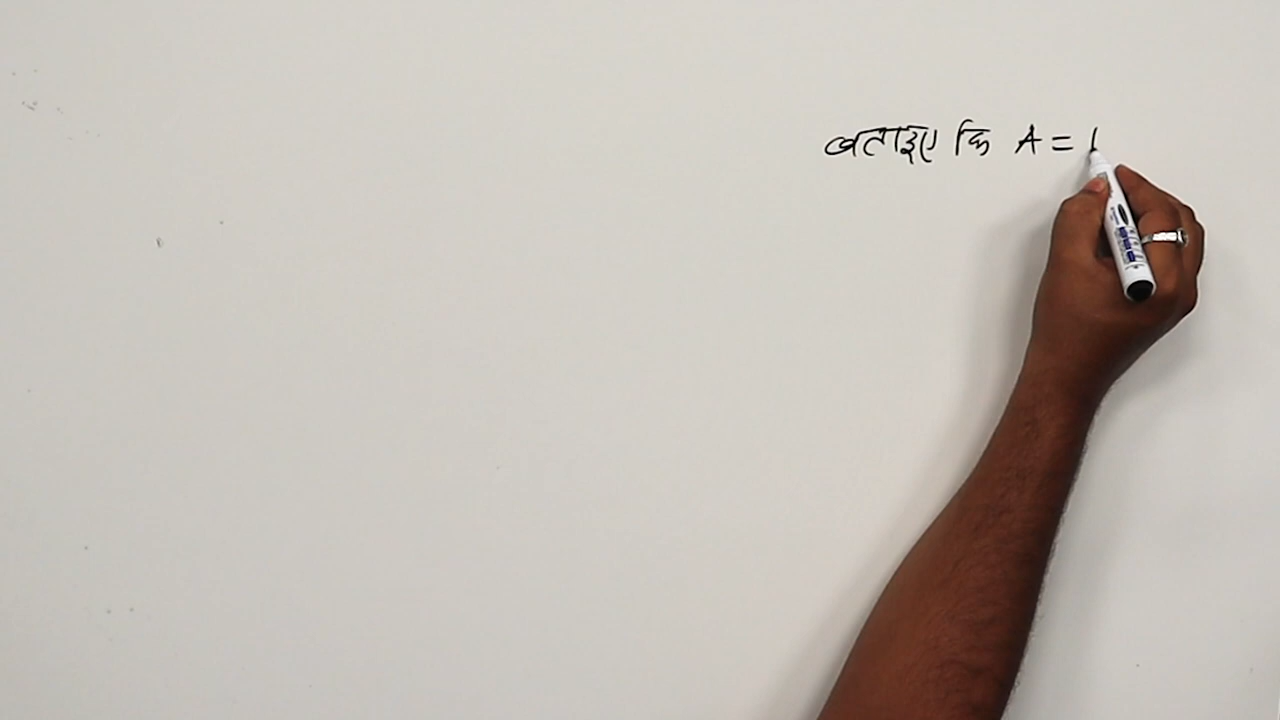 बताइए कि A = 1